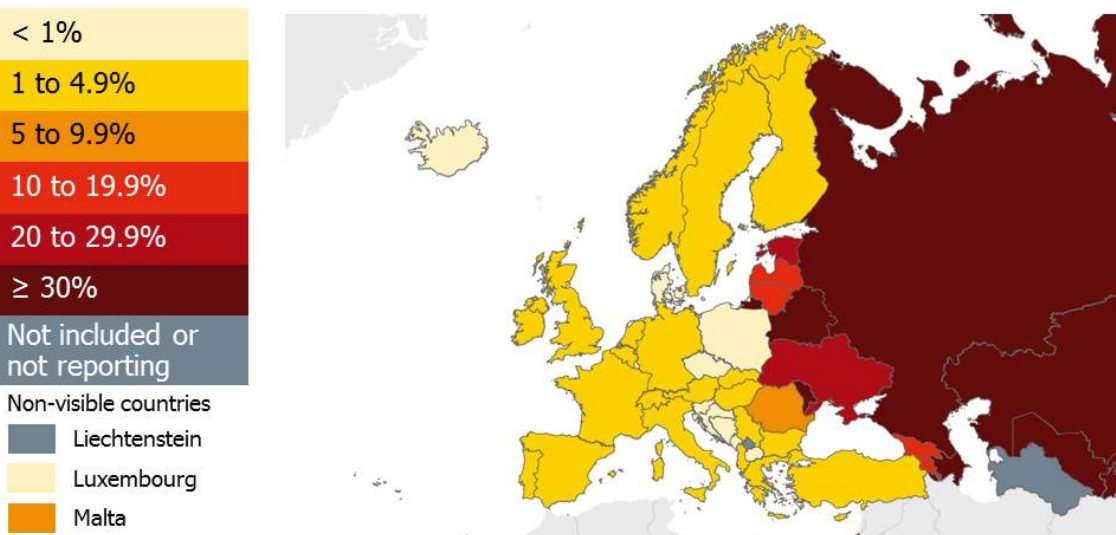 < 1%
1 to 4.9%
5 to 9.9%
10 to 19.9%
20 to 29.9%
≥ 30%
Not included or
not reporting
Non-visible countries
Liechtenstein
Luxembourg
Malta